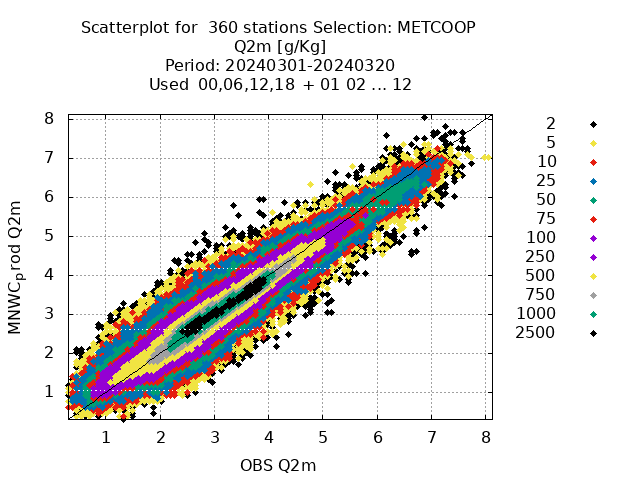 Scatterplot for  360 stations Selection: METCOOP
Q2m [g/Kg]
Period: 20240301-20240320
Used  00,06,12,18  + 01 02 ... 12
8
7
6
5
4
3
2
1
MNWC_prod Q2m
1 2 3 4 5 6 7 8
OBS Q2m
2
5
10
25
50
75
100
250
500
750
1000
2500